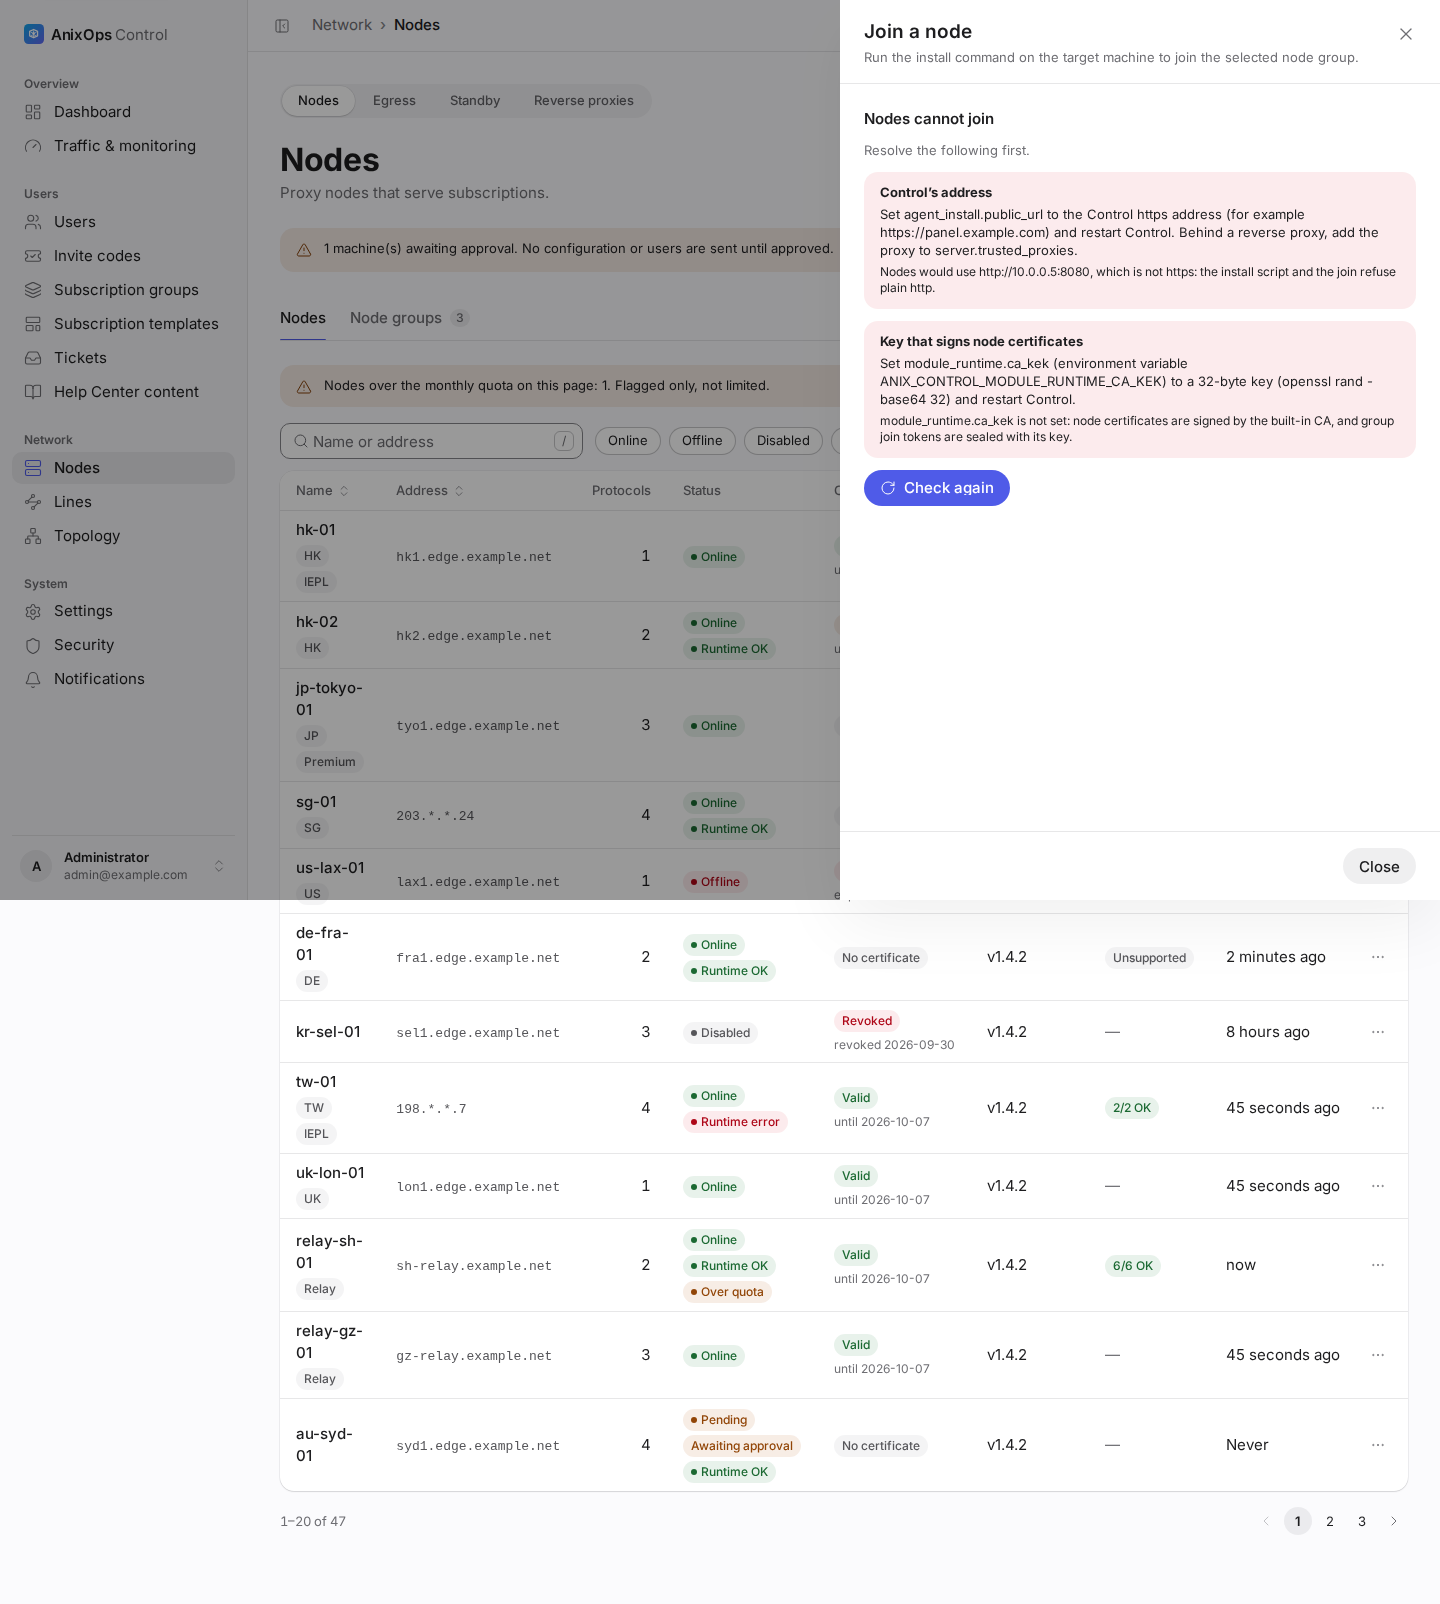 AnixOps Control
Overview
Dashboard
Traffic & monitoring
Users
Users
Invite codes
Subscription groups
Subscription templates
Tickets
Help Center content
Network
Nodes
Lines
Topology
System
Settings
Security
Notifications
A
Administrator
admin@example.com
Network › Nodes
Nodes Egress Standby Reverse proxies
Nodes
Proxy nodes that serve subscriptions.
1 machine(s) awaiting approval. No configuration or users are sent until approved.
Nodes Node groups 3
Nodes over the monthly quota on this page: 1. Flagged only, not limited.
Name or address / Online Offline Disabled
Name Address Protocols Status
hk-01
HK
IEPL
hk1.edge.example.net 1 Online
hk-02
HK
hk2.edge.example.net 2 Online
Runtime OK
jp-tokyo-
01
JP
Premium
tyo1.edge.example.net 3 Online
sg-01
SG
203.*.*.24 4 Online
Runtime OK
us-lax-01
US
lax1.edge.example.net 1 Offline
de-fra-
01
DE
fra1.edge.example.net 2 Online
Runtime OK
No certificate v1.4.2 Unsupported 2 minutes ago ···
kr-sel-01 sel1.edge.example.net 3 Disabled Revoked
revoked 2026-09-30
v1.4.2 — 8 hours ago ···
tw-01
TW
IEPL
198.*.*.7 4 Online
Runtime error
Valid
until 2026-10-07
v1.4.2 2/2 OK 45 seconds ago ···
uk-lon-01
UK
lon1.edge.example.net 1 Online Valid
until 2026-10-07
v1.4.2 — 45 seconds ago ···
relay-sh-
01
Relay
sh-relay.example.net 2 Online
Runtime OK
Over quota
Valid
until 2026-10-07
v1.4.2 6/6 OK now ···
relay-gz-
01
Relay
gz-relay.example.net 3 Online Valid
until 2026-10-07
v1.4.2 — 45 seconds ago ···
au-syd-
01
syd1.edge.example.net 4 Pending
Awaiting approval
Runtime OK
No certificate v1.4.2 — Never ···
1–20 of 47
1 2 3
Join a node
Run the install command on the target machine to join the selected node group.
Nodes cannot join
Resolve the following first.
Control’s address
Set agent_install.public_url to the Control https address (for example
https://panel.example.com) and restart Control. Behind a reverse proxy, add the
proxy to server.trusted_proxies.
Nodes would use http://10.0.0.5:8080, which is not https: the install script and the join refuse
plain http.
Key that signs node certificates
Set module_runtime.ca_kek (environment variable
ANIX_CONTROL_MODULE_RUNTIME_CA_KEK) to a 32-byte key (openssl rand -
base64 32) and restart Control.
module_runtime.ca_kek is not set: node certificates are signed by the built-in CA, and group
join tokens are sealed with its key.
Check again
Close